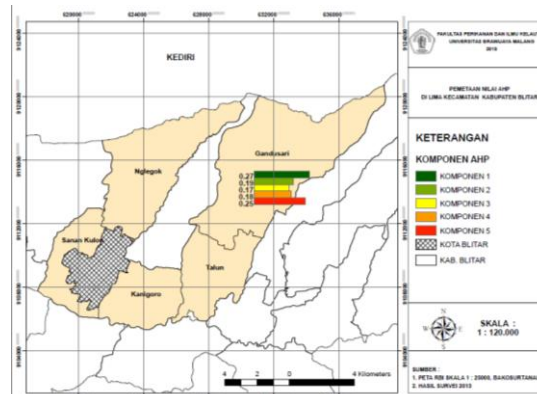 620000 624000 628000 632000 636000
KEDIRI
Gandusari
Nglegok
0.27
0.19
0.17
0.18
0.25
Sanan Kulon
Talun
Kanigoro
4 2 0 4 Kilometers
FAKULTAS PERIKANAN DAN ILMU KELAUTAN
UNIVERSITAS BRAWIJAYA MALANG
PEMETAAN NILAI AHP
DI LIMA KECAMATAN KABUPATEN BLITAR
KETERANGAN
KOMPONEN AHP
KOMPONEN 1
KOMPONEN 2
KOMPONEN 3
KOMPONEN 4
KOMPONEN 5
KOTA BLITAR
KAB. BLITAR
N
W E
S
SKALA :
1 : 120.000
SUMBER :
1. PETA RBI SKALA 1 : 25000, BAKOSURTANAL
2. HASIL SURVEI 2013